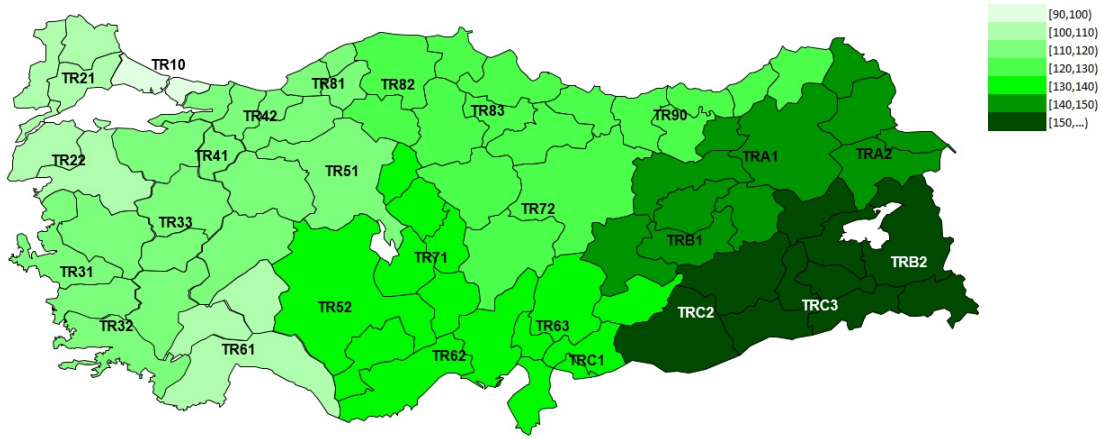 [90,100)
[100,110)
[110,120)
[120,130)
[130,140)
[140,150)
[150,...)
TR10
TR21
TR81
TR82
TR42
TR83
TR90
TR22
TR41
TR51
TRA1
TRA2
TR33
TR72
TRB1
TR31
TR71
TRB2
TR52
TRC2
TRC3
TR32
TR63
TR61
TR62
TRC1